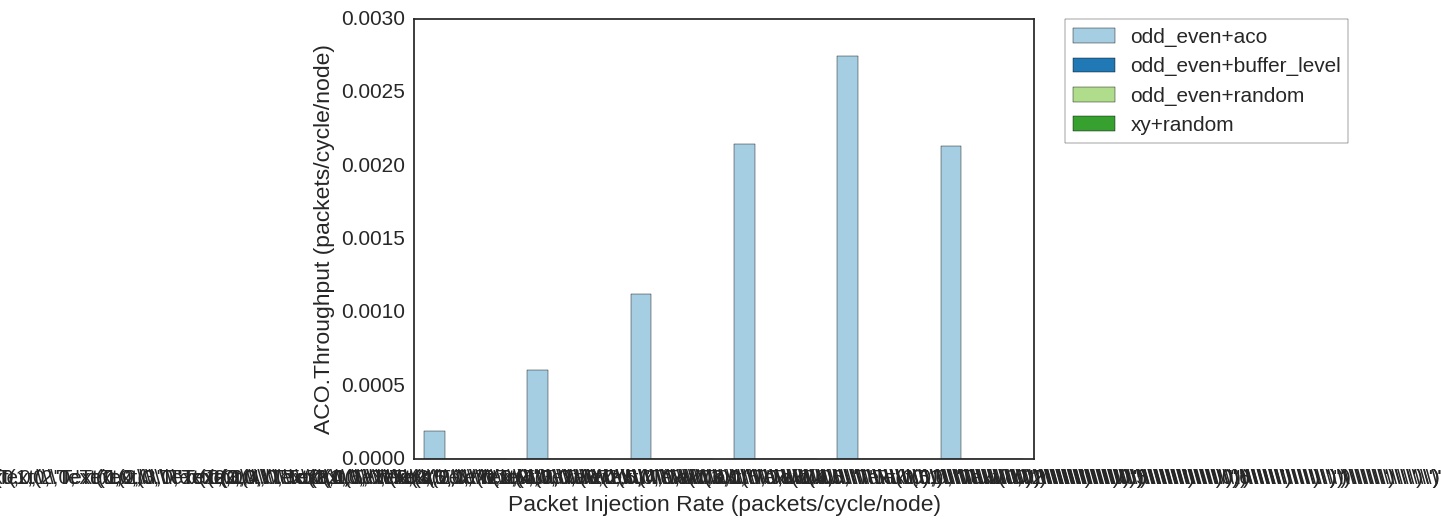 0.0030
0.0025
0.0020
0.0015
0.0010
0.0005
0.0000
ACO.Throughput (packets/cycle/node)
Packet Injection Rate (packets/cycle/node)
odd_even+aco
odd_even+buffer_level
odd_even+random
xy+random